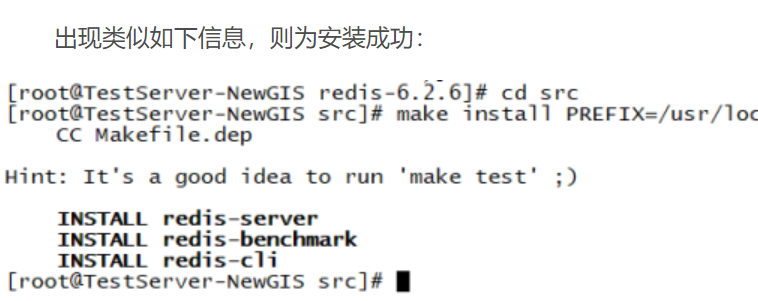 出现类似如下信息，则为安装成功：
[root@TestServer-NewGIS redis-6.2.6]# cd src
[root@TestServer-NewGIS src]# make install PREFIX=/usr/loc
CC Makefile.dep
Hint: It's a good idea to run 'make test' ;)
INSTALL redis-server
INSTALL redis-benchmark
INSTALL redis-cli
[root@TestServer-NewGIS src]#